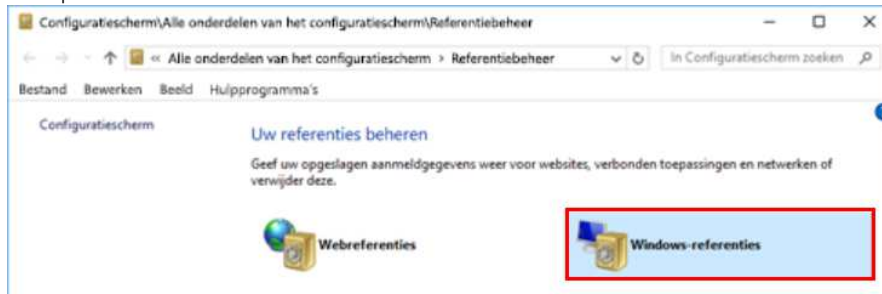 Configuratiescherm\Alle onderdelen van het configuratiescherm\Referentiebeheer
« Alle onderdelen van het configuratiescherm > Referentiebeheer
In Configuratiescherm zoeken
Bestand Bewerken Beeld Hulpprogramma's
Configuratiescherm
Uw referenties beheren
Geef uw opgeslagen aanmeldgegevens weer voor websites, verbonden toepassingen en netwerken of
verwijder deze.
Webreferenties
Windows-referenties